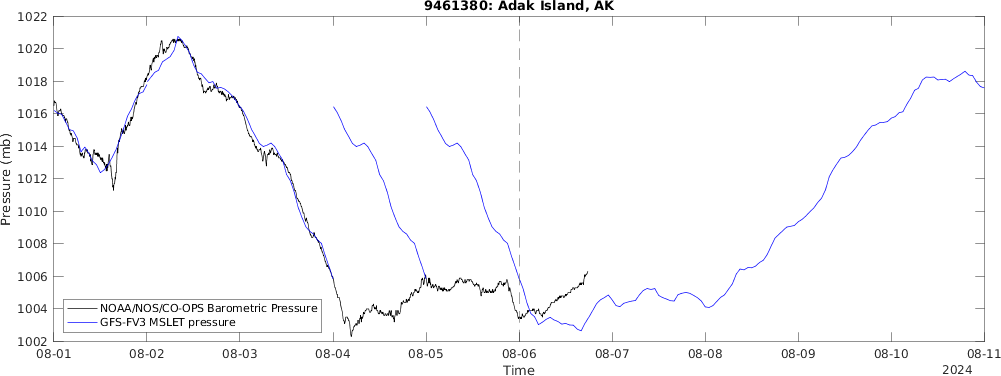 9461380: Adak Island, AK
Pressure (mb)
1022
1020
1018
1016
1014
1012
1010
1008
1006
1004
1002
NOAA/NOS/CO-OPS Barometric Pressure
GFS-FV3 MSLET pressure
08-01 08-02 08-03 08-04 08-05 08-06 08-07 08-08 08-09 08-10 08-11
Time
2024